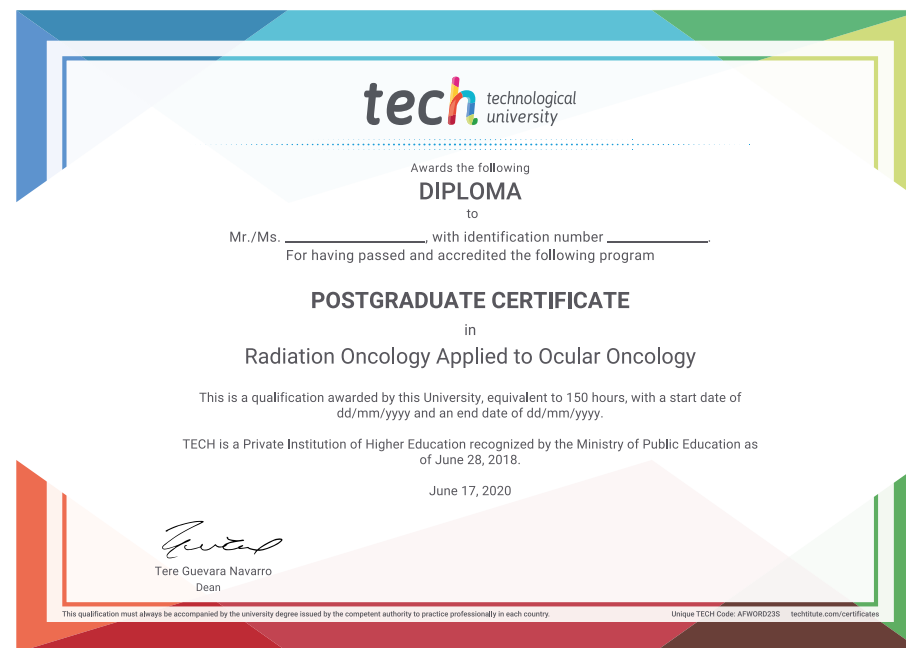 tech technological
university
Awards the following
DIPLOMA
to
Mr./Ms. ________________, with identification number ____________.
For having passed and accredited the following program
POSTGRADUATE CERTIFICATE
in
Radiation Oncology Applied to Ocular Oncology
This is a qualification awarded by this University, equivalent to 150 hours, with a start date of
dd/mm/yyyy and an end date of dd/mm/yyyy.
TECH is a Private Institution of Higher Education recognized by the Ministry of Public Education as
of June 28, 2018.
June 17, 2020
Tere Guevara Navarro
Dean
This qualification must always be accompanied by the university degree issued by the competent authority to practice professionally in each country.
Unique TECH Code: AFWORD23S techtitute.com/certificates